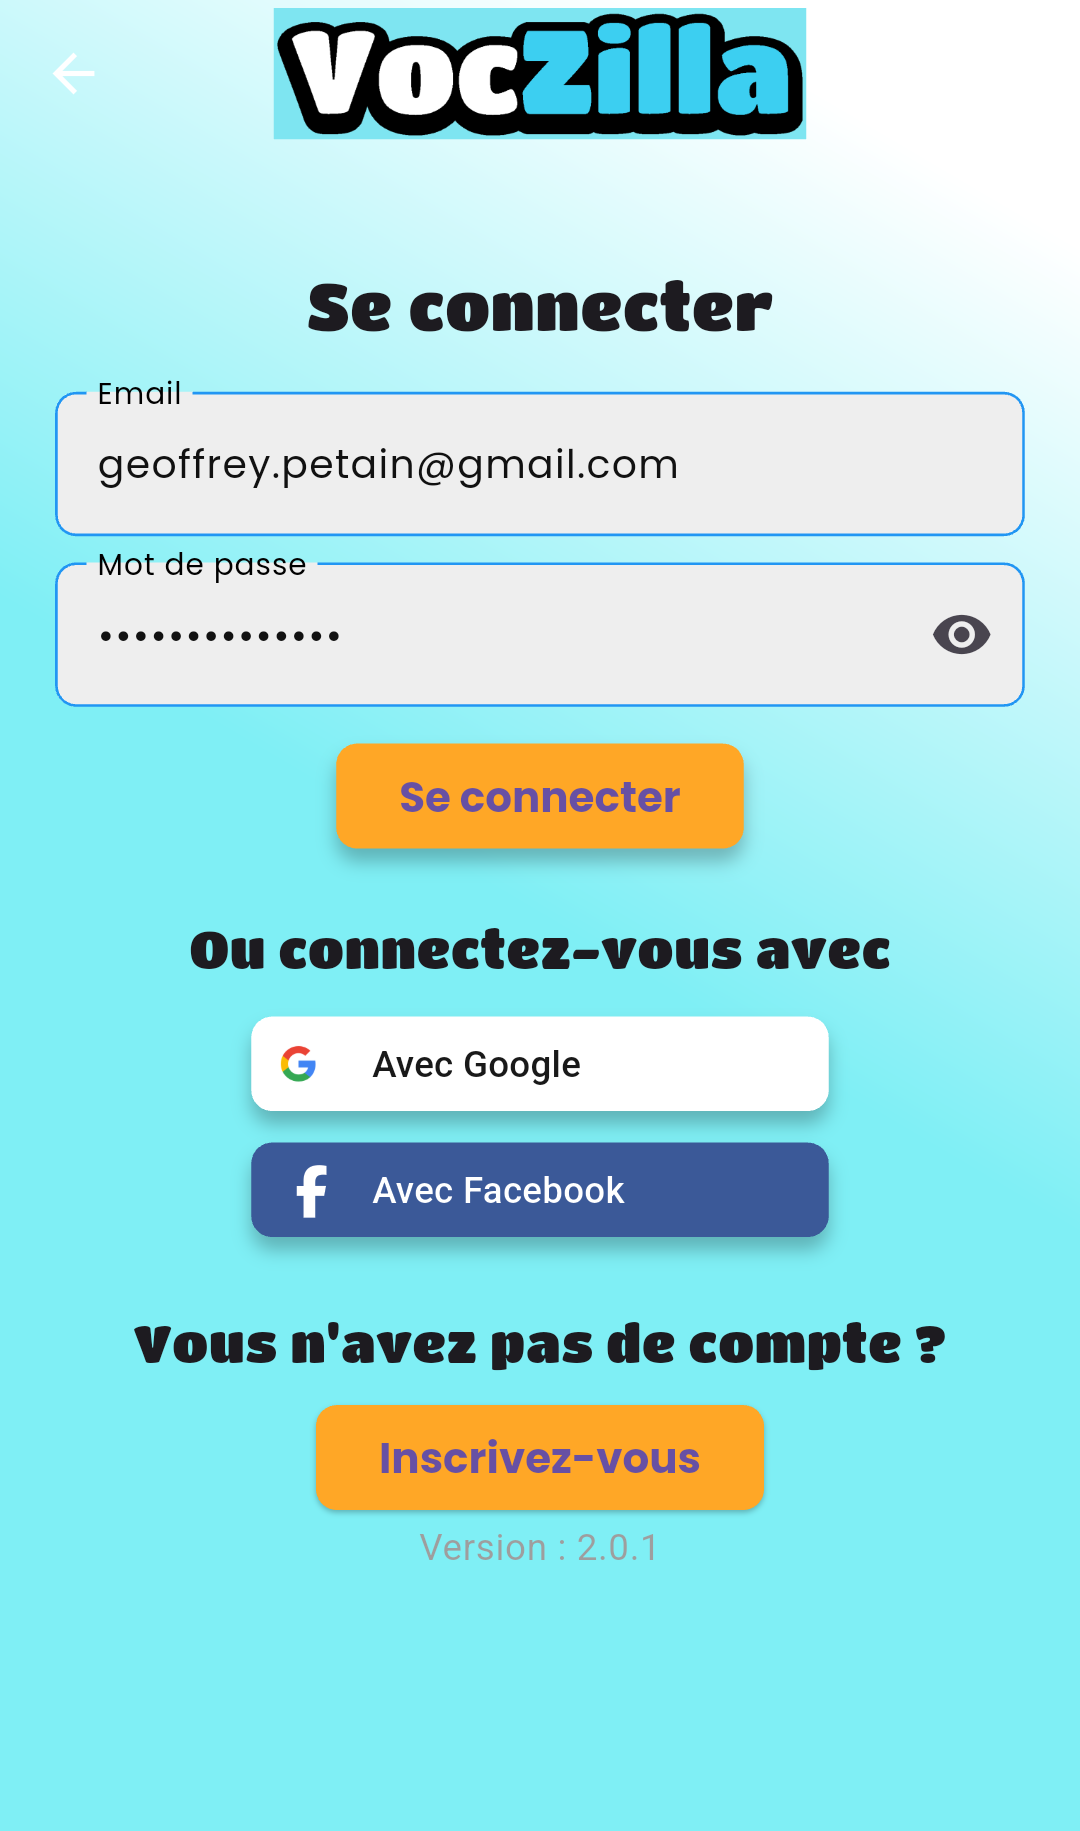 VocZilla
Se connecter
Email
geoffrey.petain@gmail.com
Mot de passe
••••••••••••••
Se connecter
Ou connectez-vous avec
Avec Google
Avec Facebook
Vous n'avez pas de compte ?
Inscrivez-vous
Version : 2.0.1